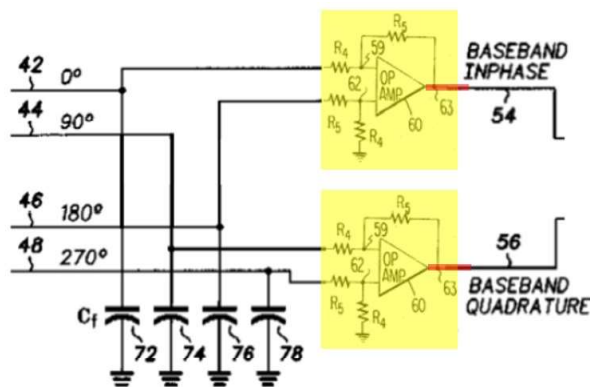 42 0°
44 90°
46 180°
48 270°
C_f
72 74 76 78
R₄ 59 R₅
62
OP
AMP
60
63
R₅ R₄
BASEBAND
INPHASE
54
R₄ 59 R₅
62
OP
AMP
60
63
R₅ R₄
56
BASEBAND
QUADRATURE